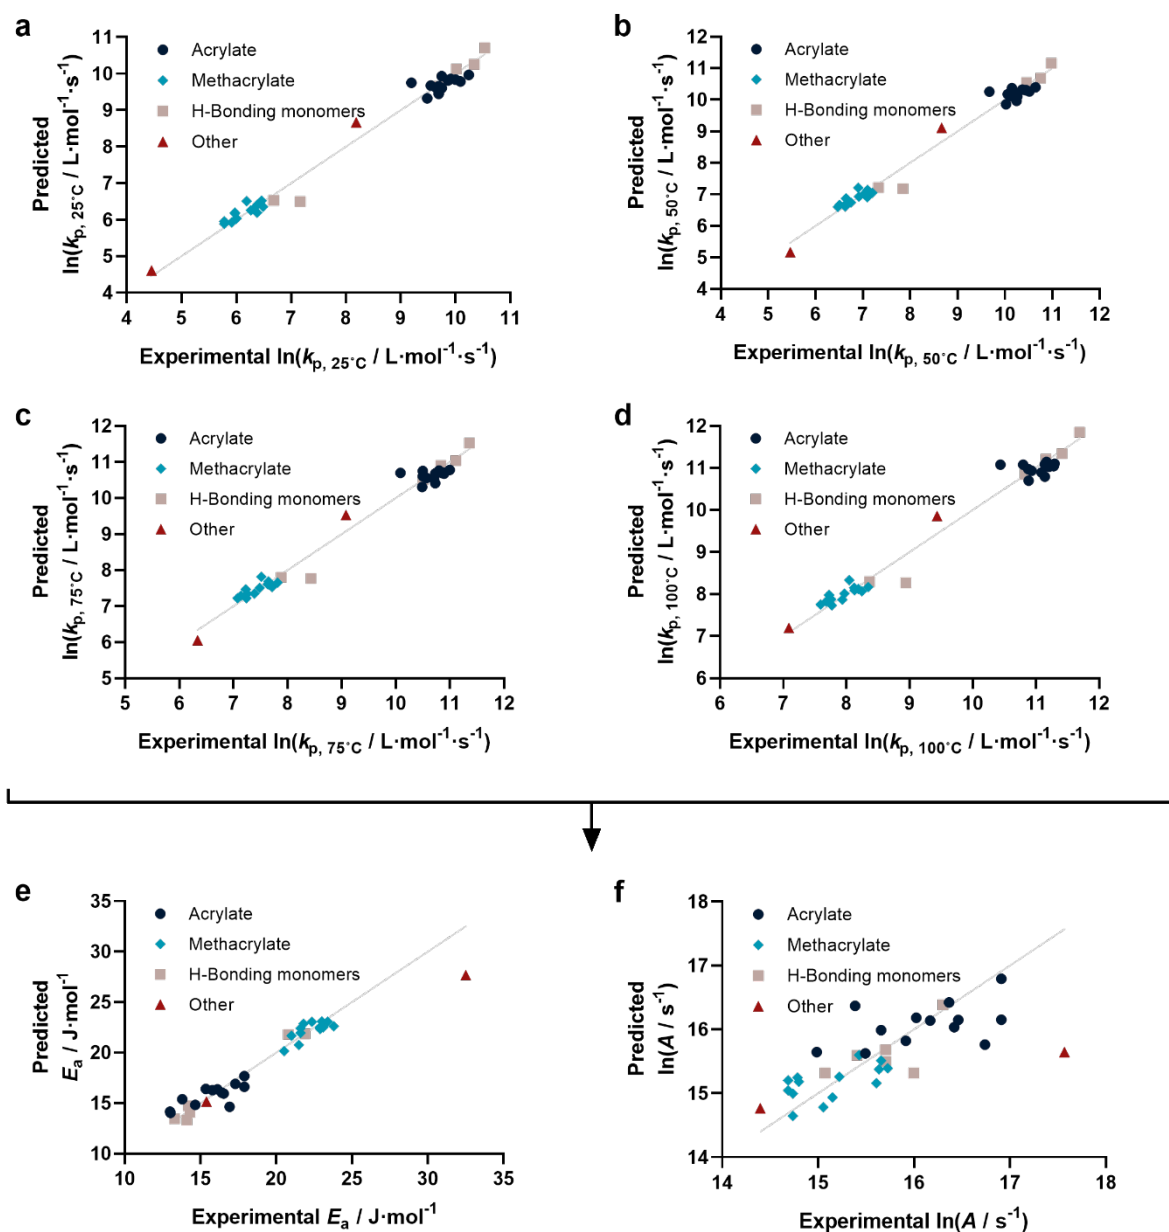 a
Predicted
ln(kp, 25°C / L·mol⁻¹·s⁻¹)
11
10
9
8
7
6
5
4
Acrylate
Methacrylate
H-Bonding monomers
Other
4 5 6 7 8 9 10 11
Experimental ln(kp, 25°C / L·mol⁻¹·s⁻¹)
b
Predicted
ln(kp, 50°C / L·mol⁻¹·s⁻¹)
12
11
10
9
8
7
6
5
4
Acrylate
Methacrylate
H-Bonding monomers
Other
4 5 6 7 8 9 10 11 12
Experimental ln(kp, 50°C / L·mol⁻¹·s⁻¹)
c
Predicted
ln(kp, 75°C / L·mol⁻¹·s⁻¹)
12
11
10
9
8
7
6
5
Acrylate
Methacrylate
H-Bonding monomers
Other
5 6 7 8 9 10 11 12
Experimental ln(kp, 75°C / L·mol⁻¹·s⁻¹)
d
Predicted
ln(kp, 100°C / L·mol⁻¹·s⁻¹)
12
11
10
9
8
7
6
Acrylate
Methacrylate
H-Bonding monomers
Other
6 7 8 9 10 11 12
Experimental ln(kp, 100°C / L·mol⁻¹·s⁻¹)
e
Predicted
Ea / J·mol⁻¹
35
30
25
20
15
10
Acrylate
Methacrylate
H-Bonding monomers
Other
10 15 20 25 30 35
Experimental Ea / J·mol⁻¹
f
Predicted
ln(A / s⁻¹)
18
17
16
15
14
Acrylate
Methacrylate
H-Bonding monomers
Other
14 15 16 17 18
Experimental ln(A / s⁻¹)